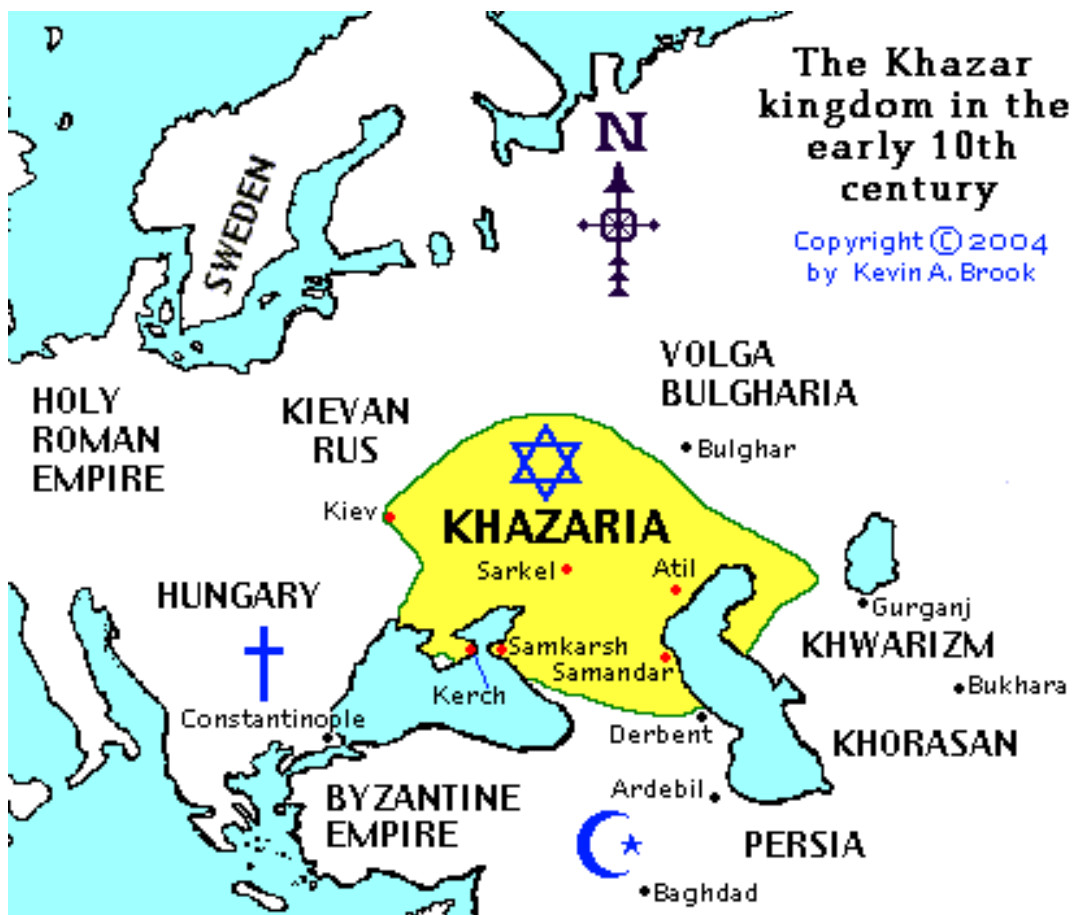 The Khazar
kingdom in the
early 10th
century
Copyright © 2004
by Kevin A. Brook
N
SWEDEN
VOLGA
BULGHARIA
HOLY
ROMAN
EMPIRE
KIEVAN
RUS
Bulghar
Kiev
KHAZARIA
Sarkel
Atil
HUNGARY
Gurganj
KHWARIZM
Samkarsh
Samandar
Kerch
Bukhara
Constantinople
Derbent
KHORASAN
BYZANTINE
EMPIRE
Ardebil
PERSIA
Baghdad